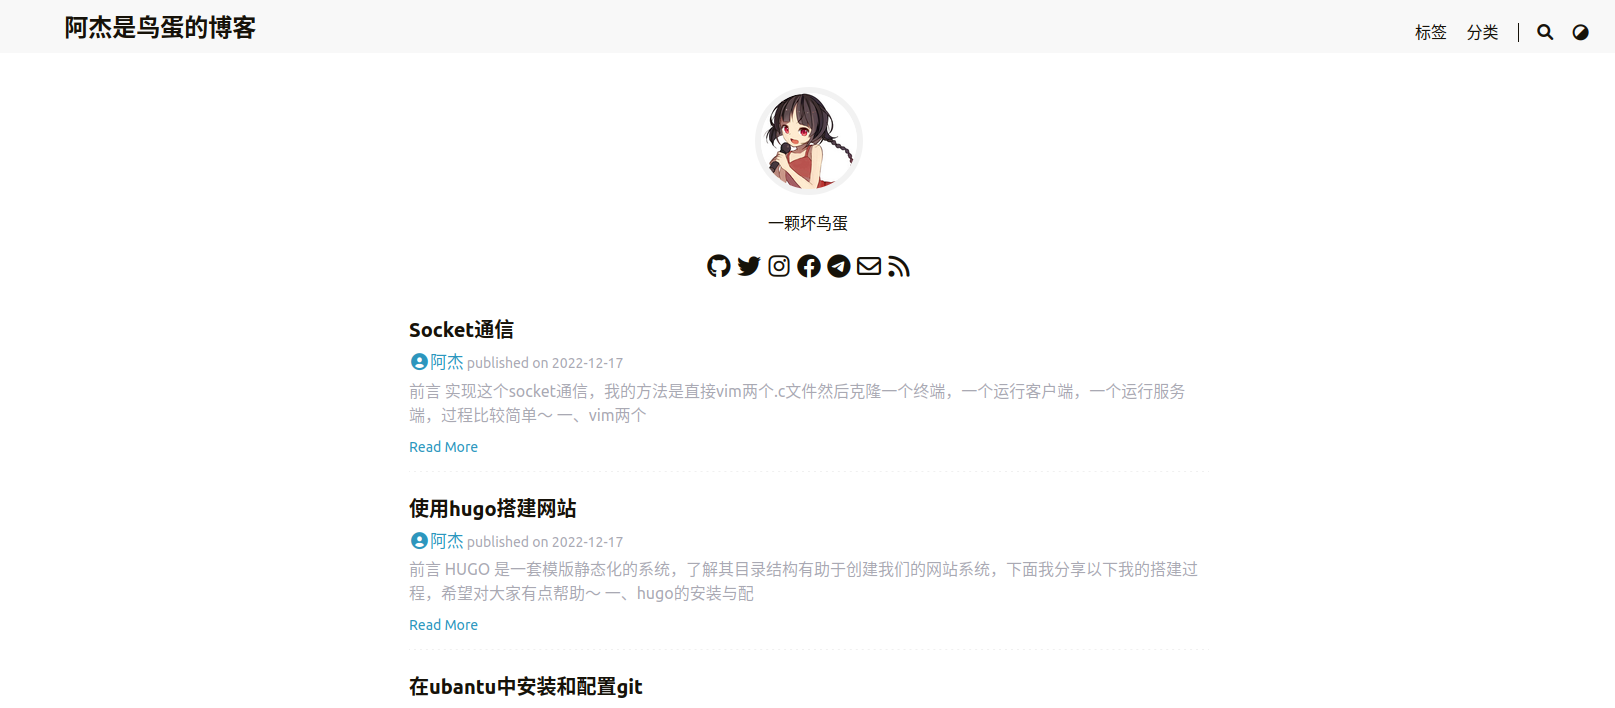 阿杰是鸟蛋的博客
标签 分类
一颗坏鸟蛋
Socket通信
阿杰 published on 2022-12-17
前言 实现这个socket通信，我的方法是直接vim两个.c文件然后克隆一个终端，一个运行客户端，一个运行服务
端，过程比较简单～ 一、vim两个
Read More
使用hugo搭建网站
阿杰 published on 2022-12-17
前言 HUGO 是一套模版静态化的系统，了解其目录结构有助于创建我们的网站系统，下面我分享以下我的搭建过
程，希望对大家有点帮助～ 一、hugo的安装与配
Read More
在ubantu中安装和配置git